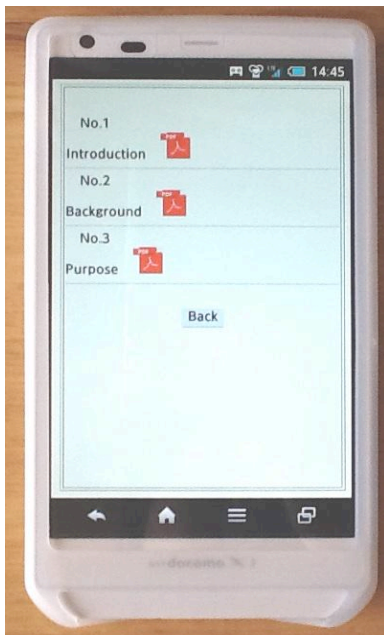 14:45
No.1
PDF
Introduction
No.2
PDF
Background
No.3
PDF
Purpose
Back
docomo